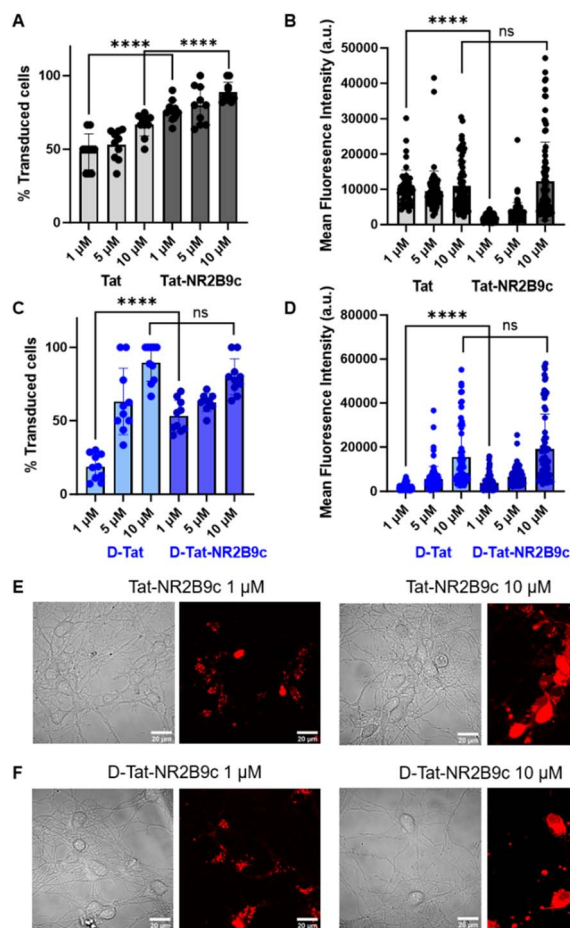 A
% Transduced cells
100
50
0
****
****
1 µM
5 µM
10 µM
1 µM
5 µM
10 µM
Tat
Tat-NR2B9c
B
Mean Fluorescence Intensity (a.u.)
50000
40000
30000
20000
10000
0
****
ns
1 µM
5 µM
10 µM
1 µM
5 µM
10 µM
Tat
Tat-NR2B9c
C
% Transduced cells
100
50
0
****
ns
1 µM
5 µM
10 µM
1 µM
5 µM
10 µM
D-Tat
D-Tat-NR2B9c
D
Mean Fluorescence Intensity (a.u.)
80000
60000
40000
20000
0
****
ns
1 µM
5 µM
10 µM
1 µM
5 µM
10 µM
D-Tat
D-Tat-NR2B9c
E
Tat-NR2B9c 1 µM
Tat-NR2B9c 10 µM
20 µm
20 µm
20 µm
F
D-Tat-NR2B9c 1 µM
D-Tat-NR2B9c 10 µM
20 µm
20 µm
20 µm